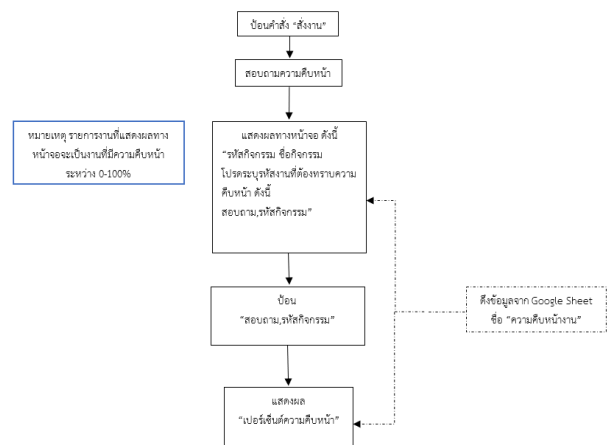 ป้อนคำสั่ง “สั่งงาน”
สอบถามความคืบหน้า
หมายเหตุ รายการงานที่แสดงผลทาง
หน้าจอจะเป็นงานที่มีความคืบหน้า
ระหว่าง 0-100%
แสดงผลทางหน้าจอ ดังนี้
“รหัสกิจกรรม ชื่อกิจกรรม
โปรดระบุรหัสงานที่ต้องทราบความ
คืบหน้า ดังนี้
สอบถาม,รหัสกิจกรรม”
ป้อน
“สอบถาม,รหัสกิจกรรม”
ดึงข้อมูลจาก Google Sheet
ชื่อ “ความคืบหน้างาน”
แสดงผล
“เปอร์เซ็นต์ความคืบหน้า”